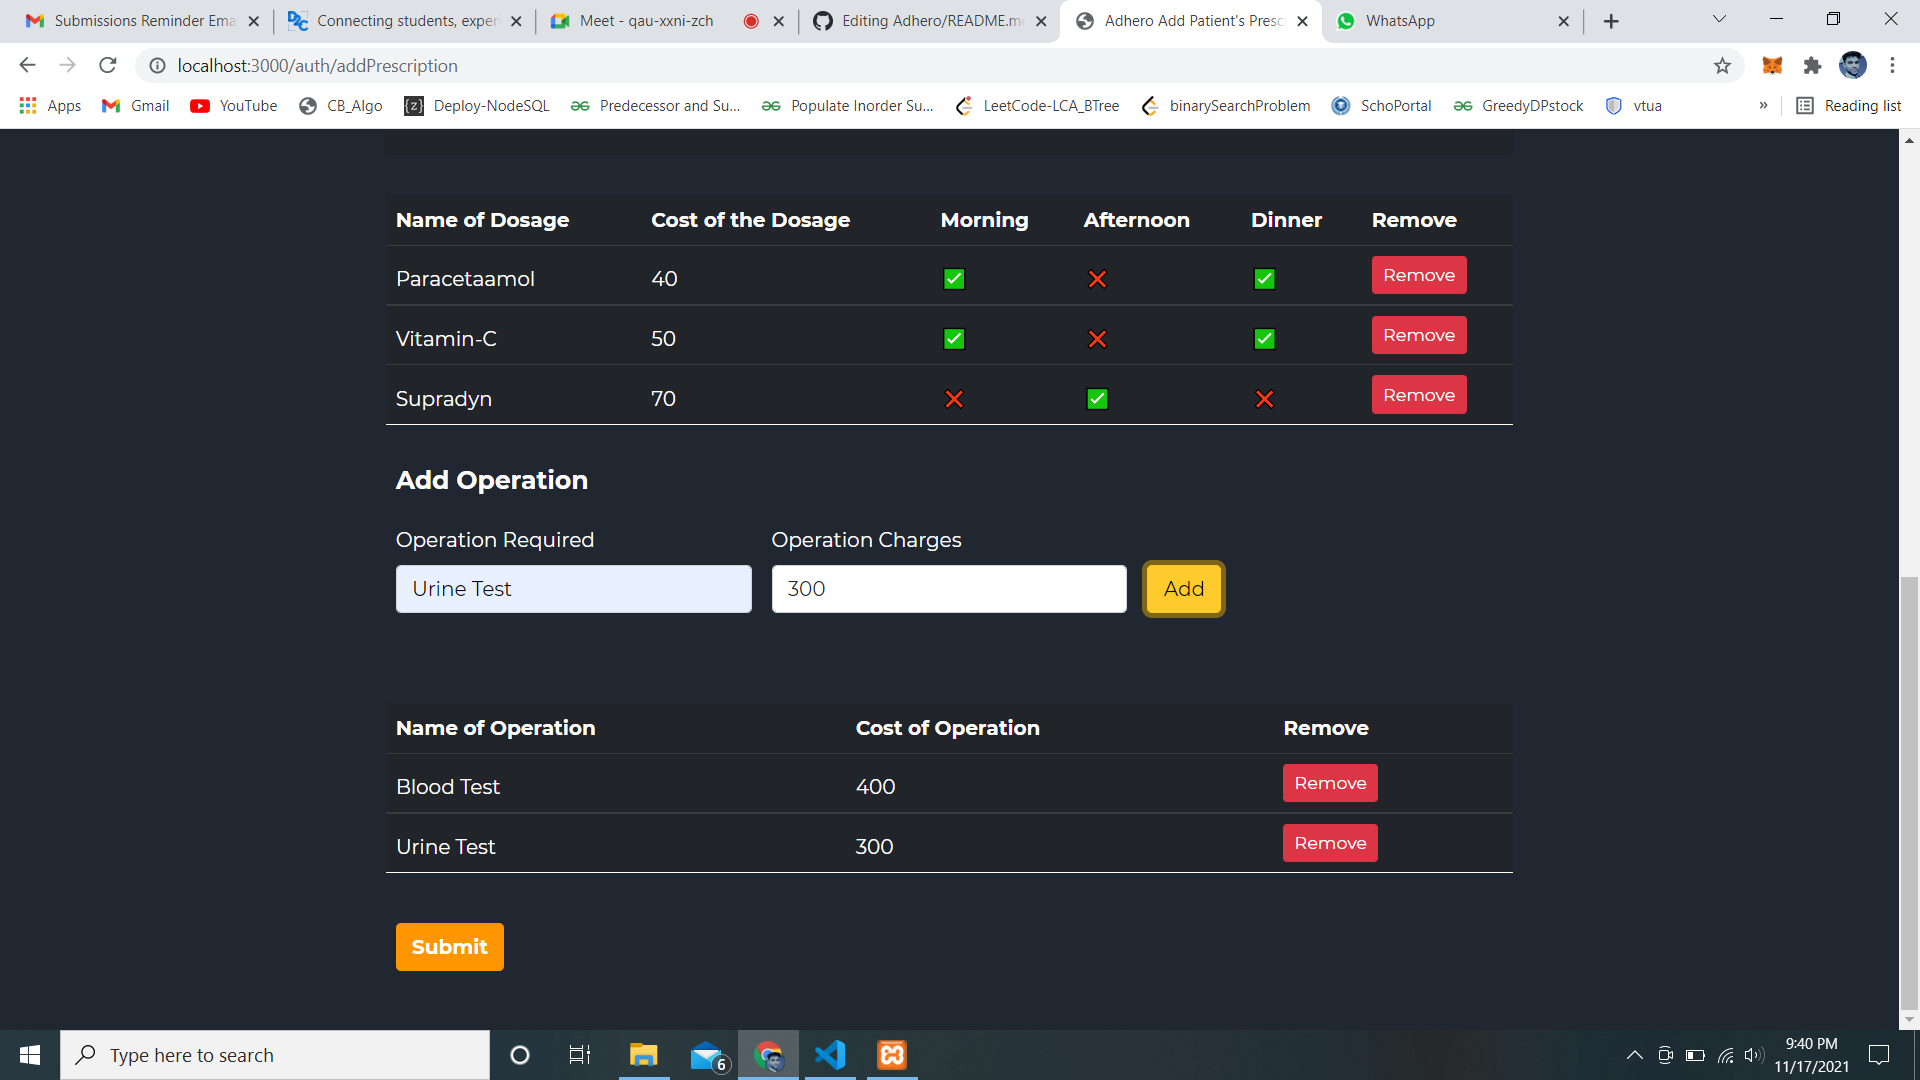 Submissions Reminder Ema
Connecting students, exper
Meet - qau-xxni-zch
Editing Adhero/README.m
Adhero Add Patient's Presc
WhatsApp
localhost:3000/auth/addPrescription
Apps
Gmail
YouTube
CB_Algo
Deploy-NodeSQL
Predecessor and Su...
Populate Inorder Su...
LeetCode-LCA_BTree
binarySearchProblem
SchoPortal
GreedyDPstock
vtua
»
Reading list
Name of Dosage Cost of the Dosage Morning Afternoon Dinner Remove
Paracetaamol 40 ✅ ❌ ✅ Remove
Vitamin-C 50 ✅ ❌ ✅ Remove
Supradyn 70 ❌ ✅ ❌ Remove
Add Operation
Operation Required Operation Charges
Urine Test 300 Add
Name of Operation Cost of Operation Remove
Blood Test 400 Remove
Urine Test 300 Remove
Submit
Type here to search
6
9:40 PM
11/17/2021